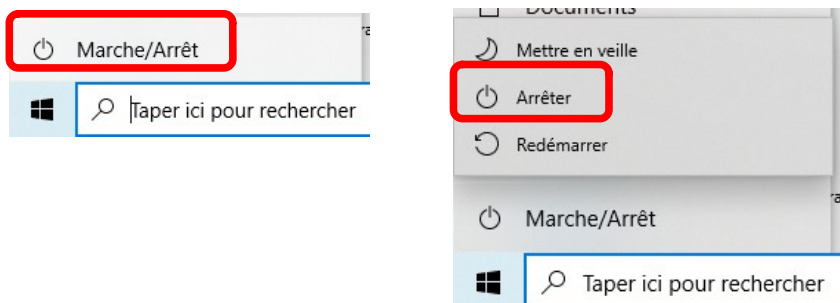 Marche/Arrêt
Taper ici pour rechercher
Documents
Mettre en veille
Arrêter
Redémarrer
Marche/Arrêt
Taper ici pour rechercher